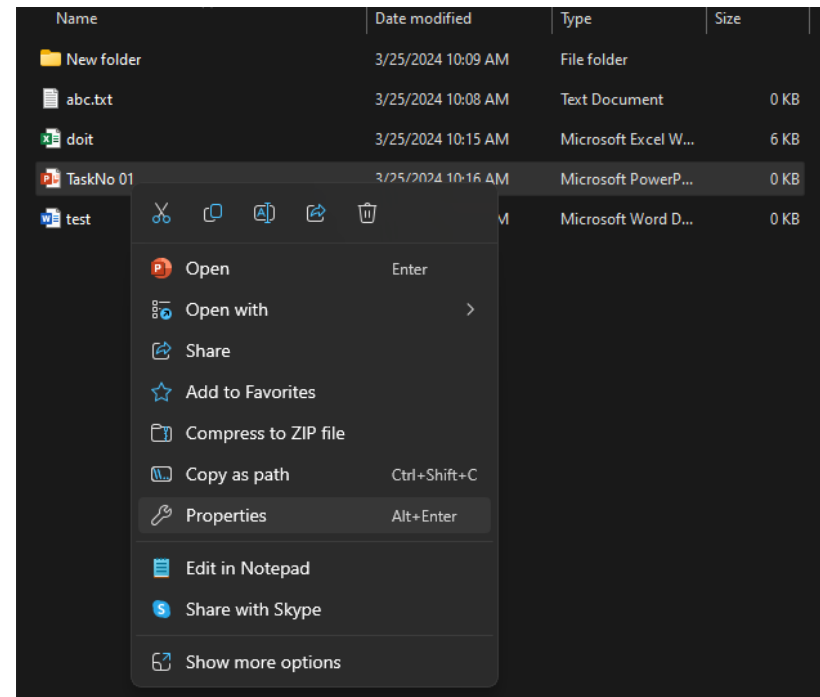 Name Date modified Type Size
New folder 3/25/2024 10:09 AM File folder
abc.txt 3/25/2024 10:08 AM Text Document 0 KB
doit 3/25/2024 10:15 AM Microsoft Excel W... 6 KB
TaskNo 01 3/25/2024 10:16 AM Microsoft PowerP... 0 KB
test M Microsoft Word D... 0 KB
Open Enter
Open with
Share
Add to Favorites
Compress to ZIP file
Copy as path Ctrl+Shift+C
Properties Alt+Enter
Edit in Notepad
Share with Skype
Show more options